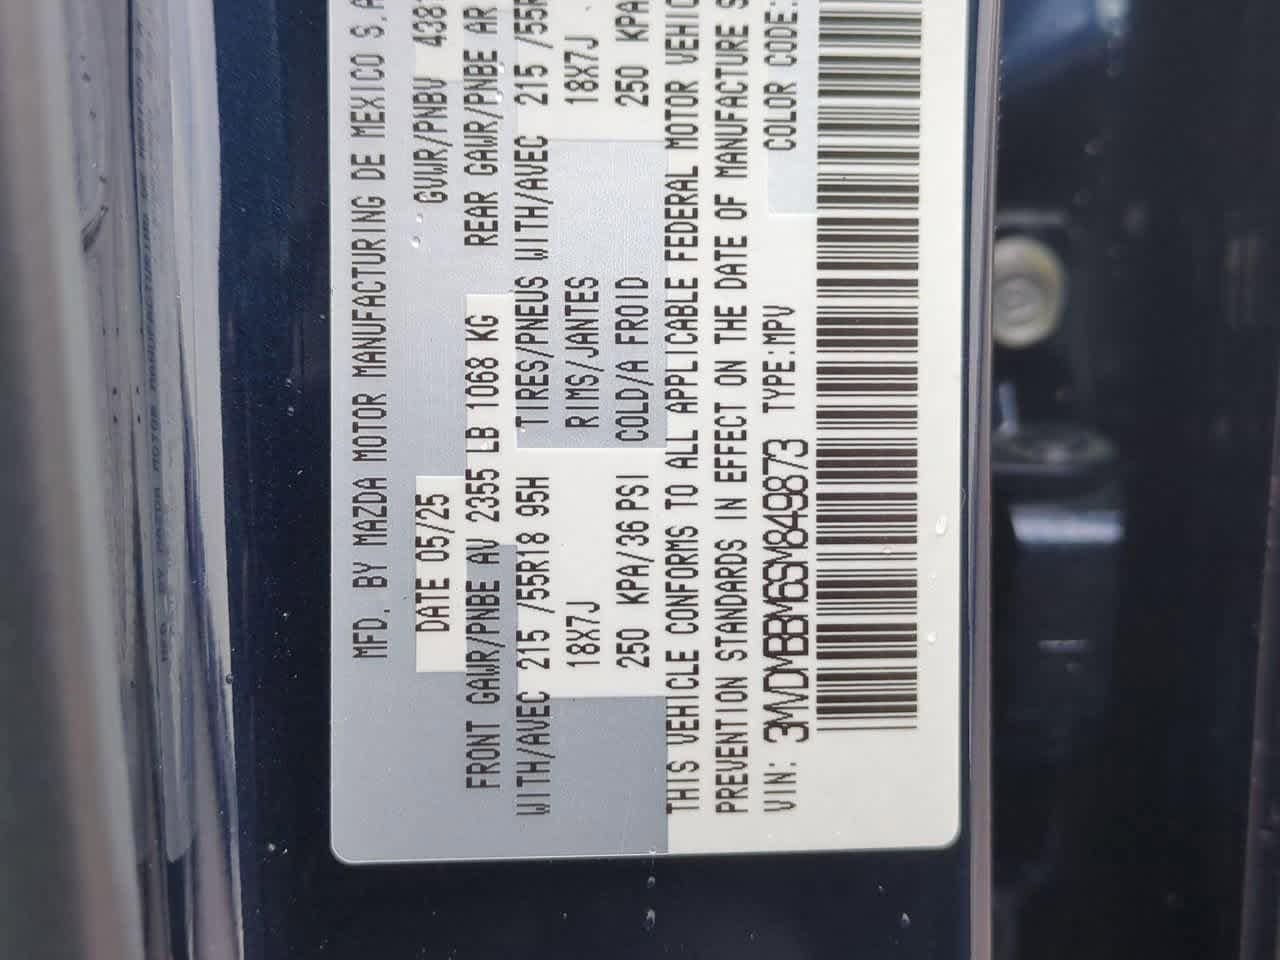 MFD. BY MAZDA MOTOR MANUFACTURING DE MEXICO S.A
DATE 05/25 GVWR/PNBV 438
FRONT GAWR/PNBE AV 2355 LB 1068 KG REAR GAWR/PNBE AR
WITH/AVEC 215 /55R18 95H TIRES/PNEUS WITH/AVEC 215 /55R
18X7J RIMS/JANTES 18X7J
250 KPA/36 PSI COLD/A FROID 250 KPA
THIS VEHICLE CONFORMS TO ALL APPLICABLE FEDERAL MOTOR VEHIC
PREVENTION STANDARDS IN EFFECT ON THE DATE OF MANUFACTURE S
VIN: 3MVDMBBM6SM849873 TYPE:MPV COLOR CODE: